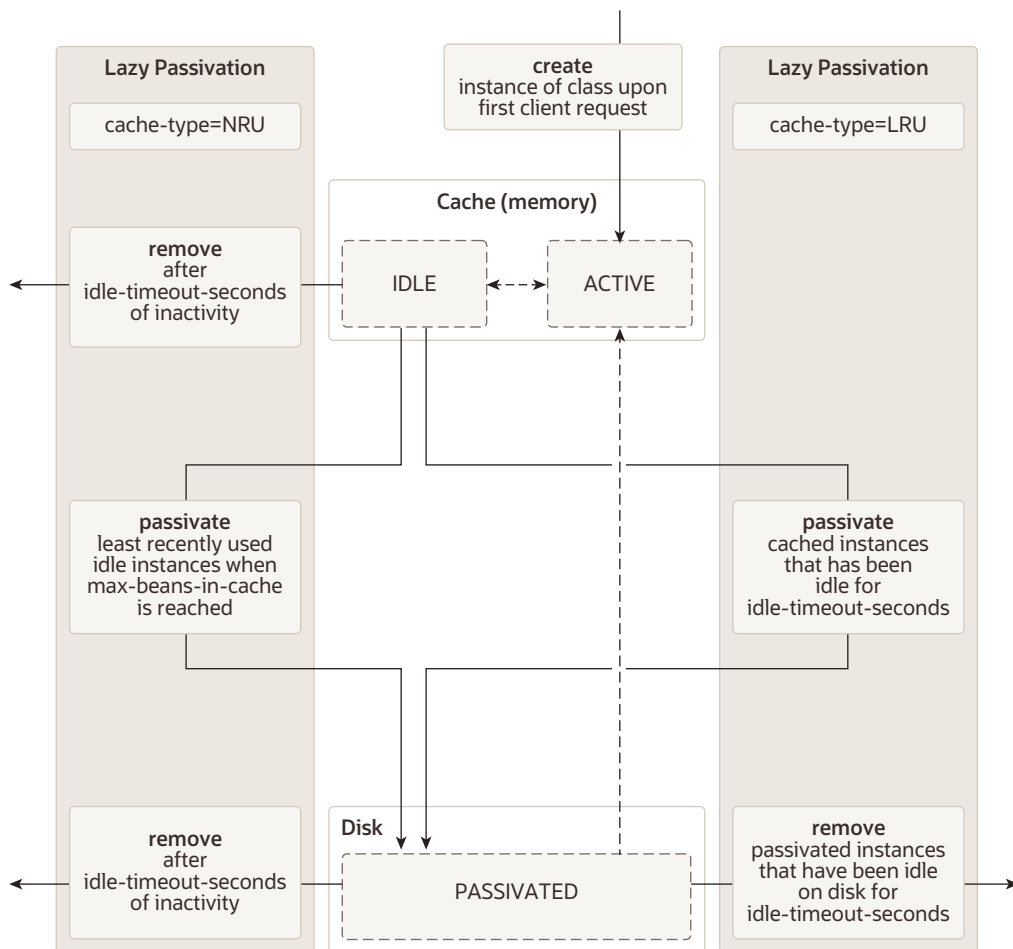 Lazy Passivation
cache-type=NRU
create
instance of class upon
first client request
Lazy Passivation
cache-type=LRU
Cache (memory)
IDLE
ACTIVE
remove
after
idle-timeout-seconds
of inactivity
passivate
least recently used
idle instances when
max-beans-in-cache
is reached
passivate
cached instances
that has been
idle for
idle-timeout-seconds
remove
after
idle-timeout-seconds
of inactivity
Disk
PASSIVATED
remove
passivated instances
that have been idle
on disk for
idle-timeout-seconds